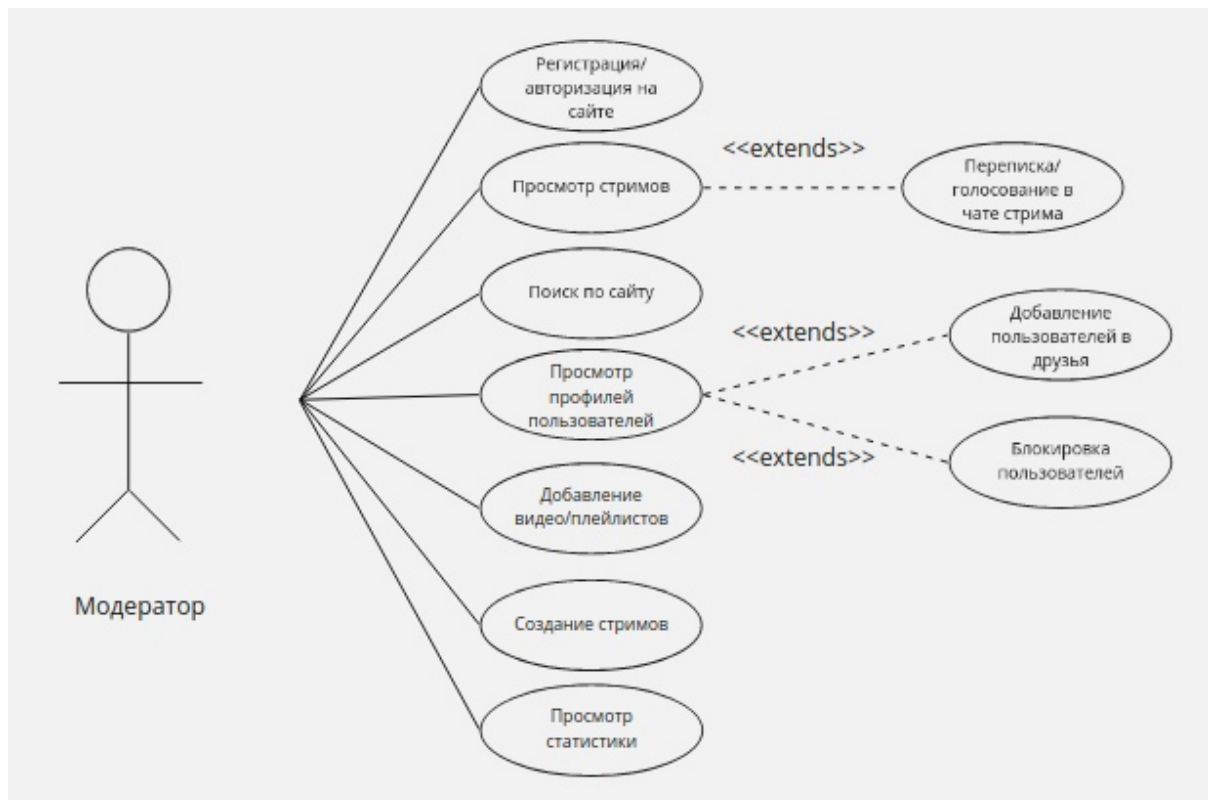 Регистрация/
авторизация на
сайте
<<extends>>
Просмотр стримов
Переписка/
голосование в
чате стрима
Поиск по сайту
<<extends>>
Добавление
пользователей в
друзья
Просмотр
профилей
пользователей
<<extends>>
Блокировка
пользователей
Добавление
видео/плейлистов
Модератор
Создание стримов
Просмотр
статистики